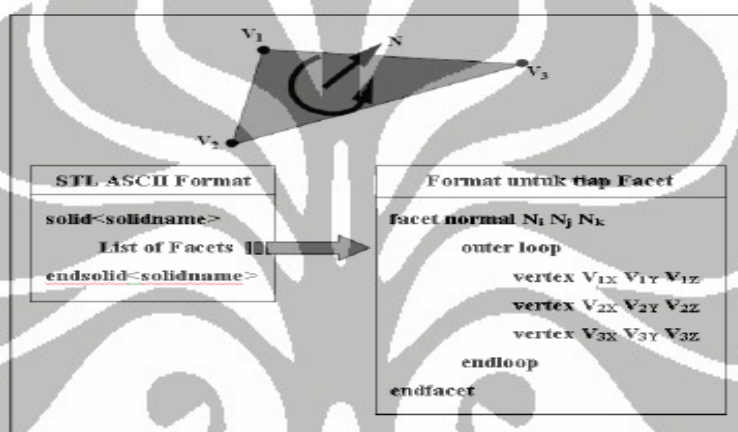 V₁
N
V₃
V₂
STL ASCII Format
solid<solidname>
List of Facets
endsolid<solidname>
Format untuk tiap Facet
facet normal Nᵢ Nⱼ Nₖ
outer loop
vertex V₁X V₁Y V₁Z
vertex V₂X V₂Y V₂Z
vertex V₃X V₃Y V₃Z
endloop
endfacet